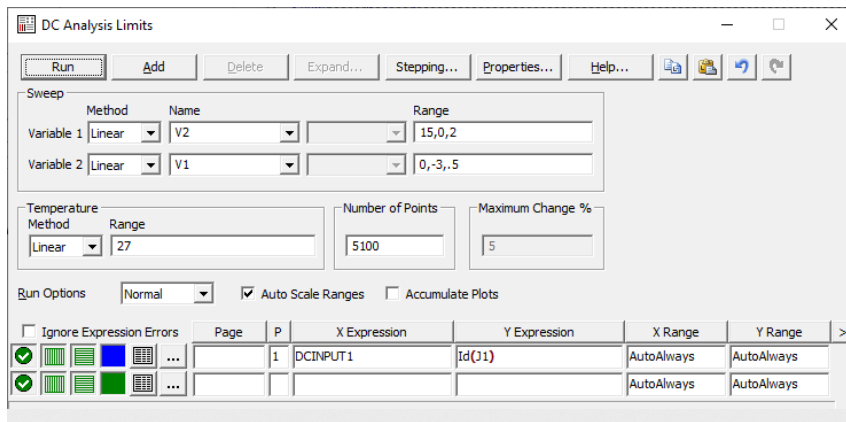 DC Analysis Limits
Run Add Delete Expand... Stepping... Properties... Help...
Sweep
Method Name Range
Variable 1 Linear V2 15,0,2
Variable 2 Linear V1 0,-3,.5
Temperature Number of Points Maximum Change %
Method Range
Linear 27 5100 5
Run Options Normal Auto Scale Ranges Accumulate Plots
Ignore Expression Errors Page P X Expression Y Expression X Range Y Range >
... 1 DCINPUT1 Id(J1) AutoAlways AutoAlways
... AutoAlways AutoAlways